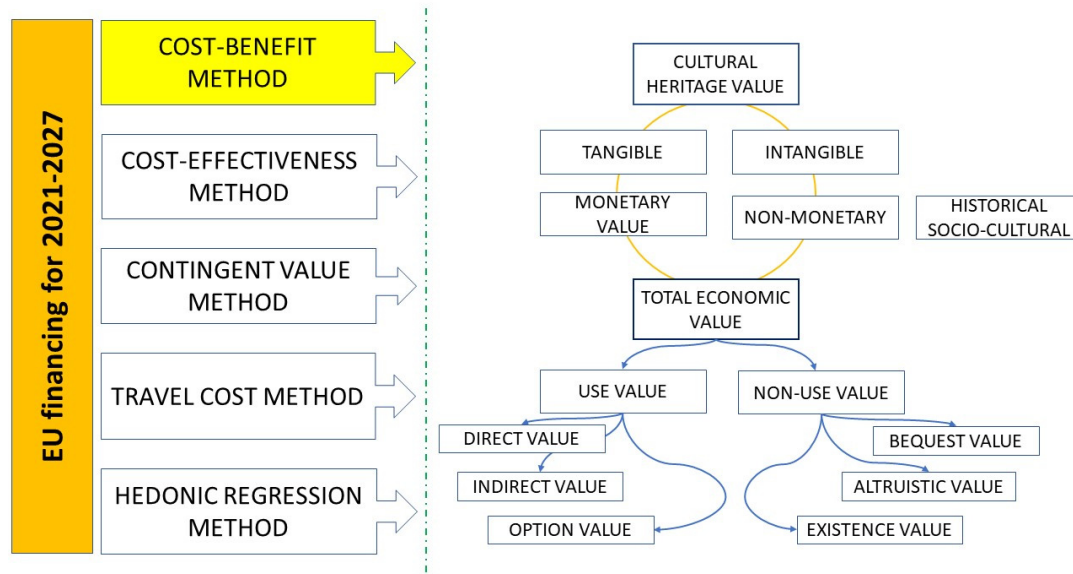 EU financing for 2021-2027
COST-BENEFIT
METHOD
COST-EFFECTIVENESS
METHOD
CONTINGENT VALUE
METHOD
TRAVEL COST METHOD
HEDONIC REGRESSION
METHOD
CULTURAL
HERITAGE VALUE
TANGIBLE
INTANGIBLE
MONETARY
VALUE
NON-MONETARY
HISTORICAL
SOCIO-CULTURAL
TOTAL ECONOMIC
VALUE
USE VALUE
NON-USE VALUE
DIRECT VALUE
BEQUEST VALUE
INDIRECT VALUE
ALTRUISTIC VALUE
OPTION VALUE
EXISTENCE VALUE